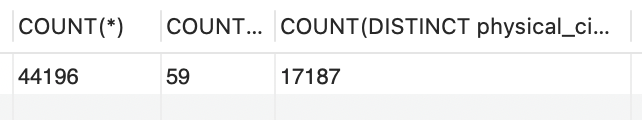 COUNT(*) COUNT... COUNT(DISTINCT physical_ci...
44196 59 17187